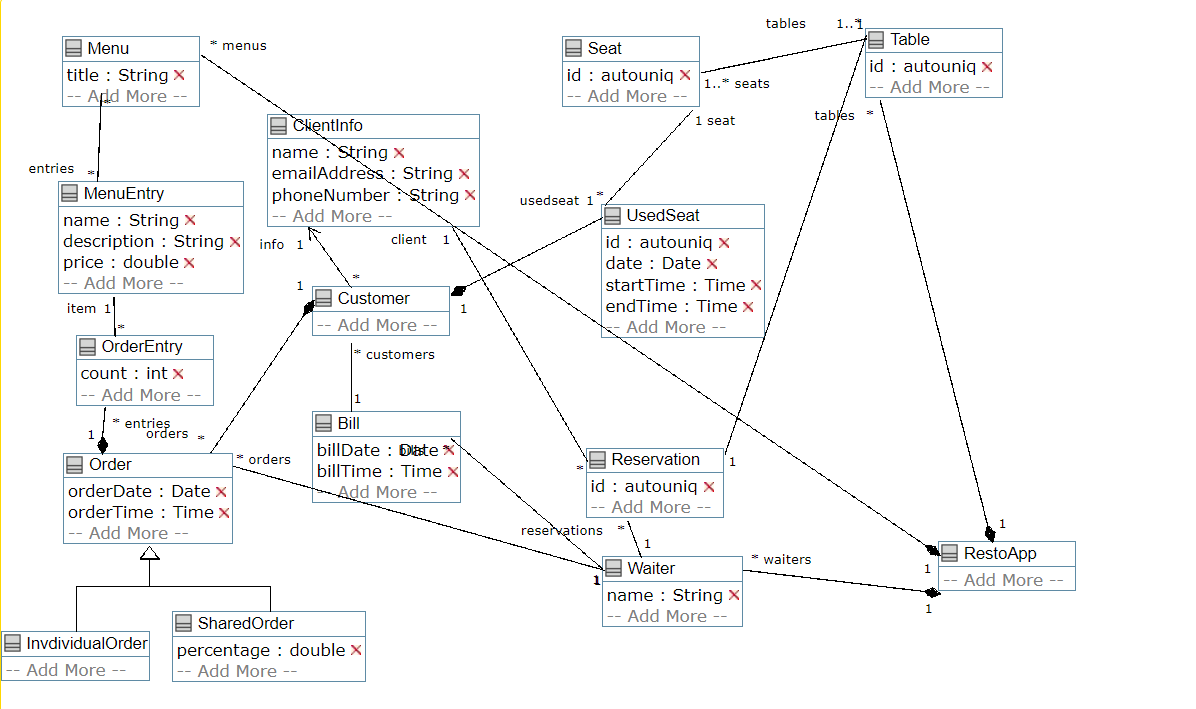 tables 1..* 1
Menu
* menus
Seat
Table
title : String
-- Add More --
id : autouniq
-- Add More --
1..* seats
id : autouniq
-- Add More --
*
ClientInfo
1 seat
tables *
name : String
emailAddress : String
phoneNumber : String
-- Add More --
entries *
MenuEntry
name : String
description : String
price : double
-- Add More --
usedseat 1 *
UsedSeat
id : autouniq
date : Date
startTime : Time
endTime : Time
-- Add More --
info 1
client 1
*
1
Customer
-- Add More --
1
item 1
*
OrderEntry
count : int
-- Add More --
* customers
1
* entries
1
orders *
Bill
billDate : Date
bills *
billTime : Time
-- Add More --
Order
orderDate : Date
orderTime : Time
-- Add More --
* orders
*
Reservation
1
id : autouniq
-- Add More --
reservations *
1
1
Waiter
name : String
-- Add More --
* waiters
1
1
1
RestoApp
-- Add More --
InvdividualOrder
-- Add More --
SharedOrder
percentage : double
-- Add More --